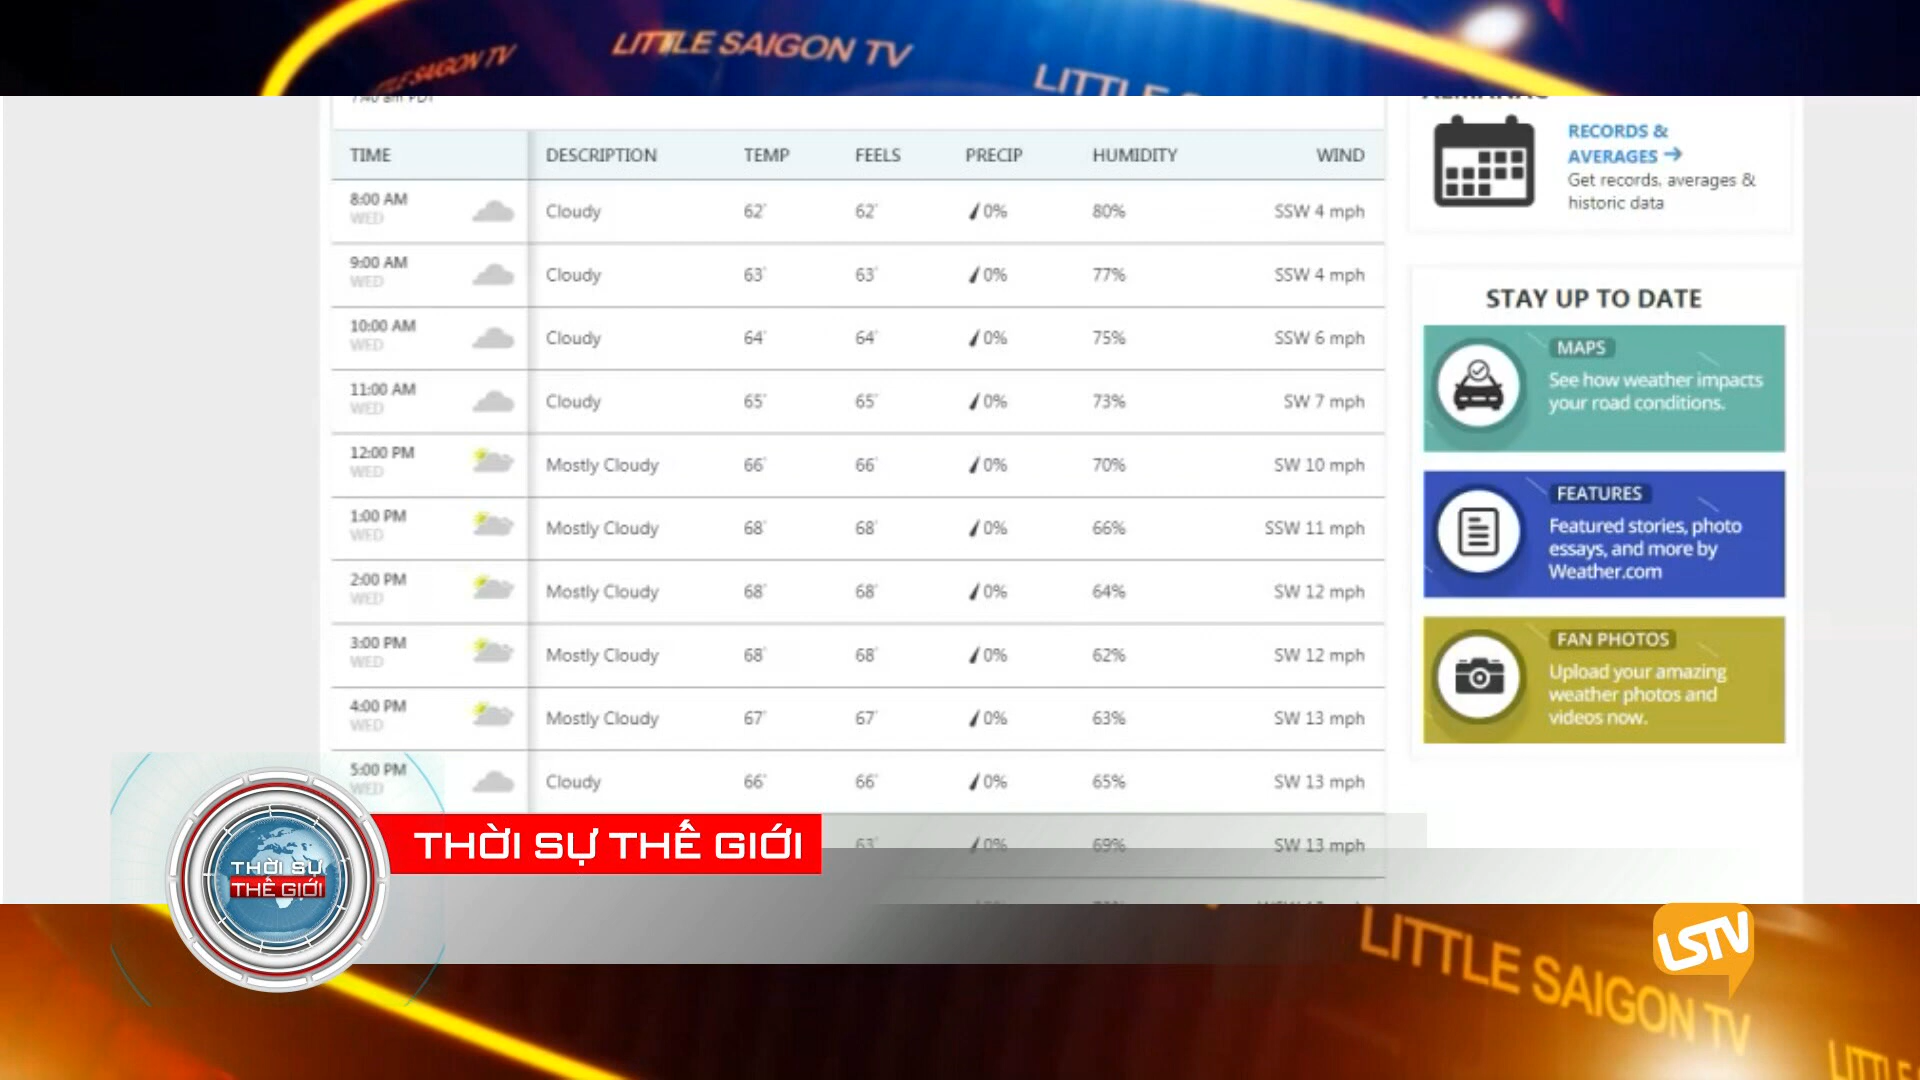 LITTLE SAIGON TV
LITTLE SAIGON TV
7:40 am PDT
TIME DESCRIPTION TEMP FEELS PRECIP HUMIDITY WIND
8:00 AM
WED
Cloudy 62° 62° 0% 80% SSW 4 mph
9:00 AM
WED
Cloudy 63° 63° 0% 77% SSW 4 mph
10:00 AM
WED
Cloudy 64° 64° 0% 75% SSW 6 mph
11:00 AM
WED
Cloudy 65° 65° 0% 73% SW 7 mph
12:00 PM
WED
Mostly Cloudy 66° 66° 0% 70% SW 10 mph
1:00 PM
WED
Mostly Cloudy 68° 68° 0% 66% SSW 11 mph
2:00 PM
WED
Mostly Cloudy 68° 68° 0% 64% SW 12 mph
3:00 PM
WED
Mostly Cloudy 68° 68° 0% 62% SW 12 mph
4:00 PM
WED
Mostly Cloudy 67° 67° 0% 63% SW 13 mph
5:00 PM
WED
Cloudy 66° 66° 0% 65% SW 13 mph
63° 0% 69% SW 13 mph
ALMANAC
RECORDS &
AVERAGES →
Get records, averages &
historic data
STAY UP TO DATE
MAPS
See how weather impacts
your road conditions.
FEATURES
Featured stories, photo
essays, and more by
Weather.com
FAN PHOTOS
Upload your amazing
weather photos and
videos now.
THỜI SỰ THẾ GIỚI
THỜI SỰ
THẾ GIỚI
LSTV
LITTLE SAIGON TV